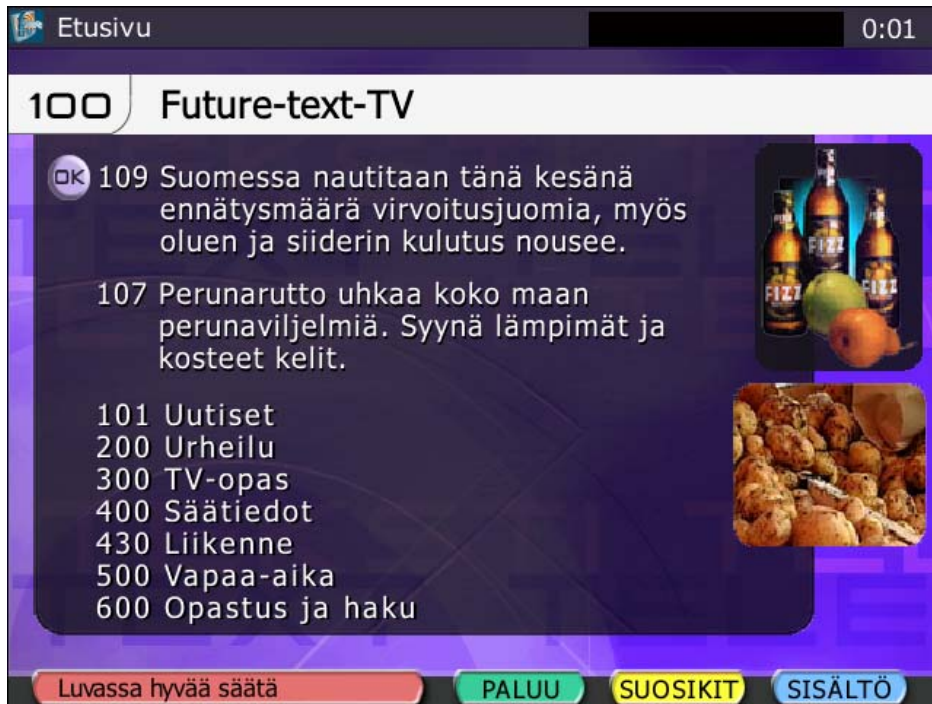 Etusivu 0:01
100 Future-text-TV
OK 109 Suomessa nautitaan tänä kesänä
ennätysmäärä virvoitusjuomia, myös
oluen ja siiderin kulutus nousee.
107 Perunarutto uhkaa koko maan
perunaviljelmiä. Syynä lämpimät ja
kosteet kelit.
FIZZ
FIZZ
FIZZ
101 Uutiset
200 Urheilu
300 TV-opas
400 Säätiedot
430 Liikenne
500 Vapaa-aika
600 Opastus ja haku
Luvassa hyvää säätä PALUU SUOSIKIT SISÄLTÖ